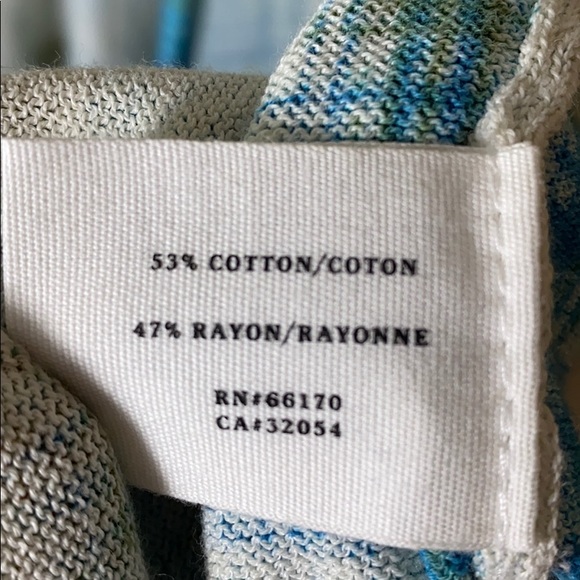 53% COTTON/COTON
47% RAYON/RAYONNE
RN#66170
CA#32054